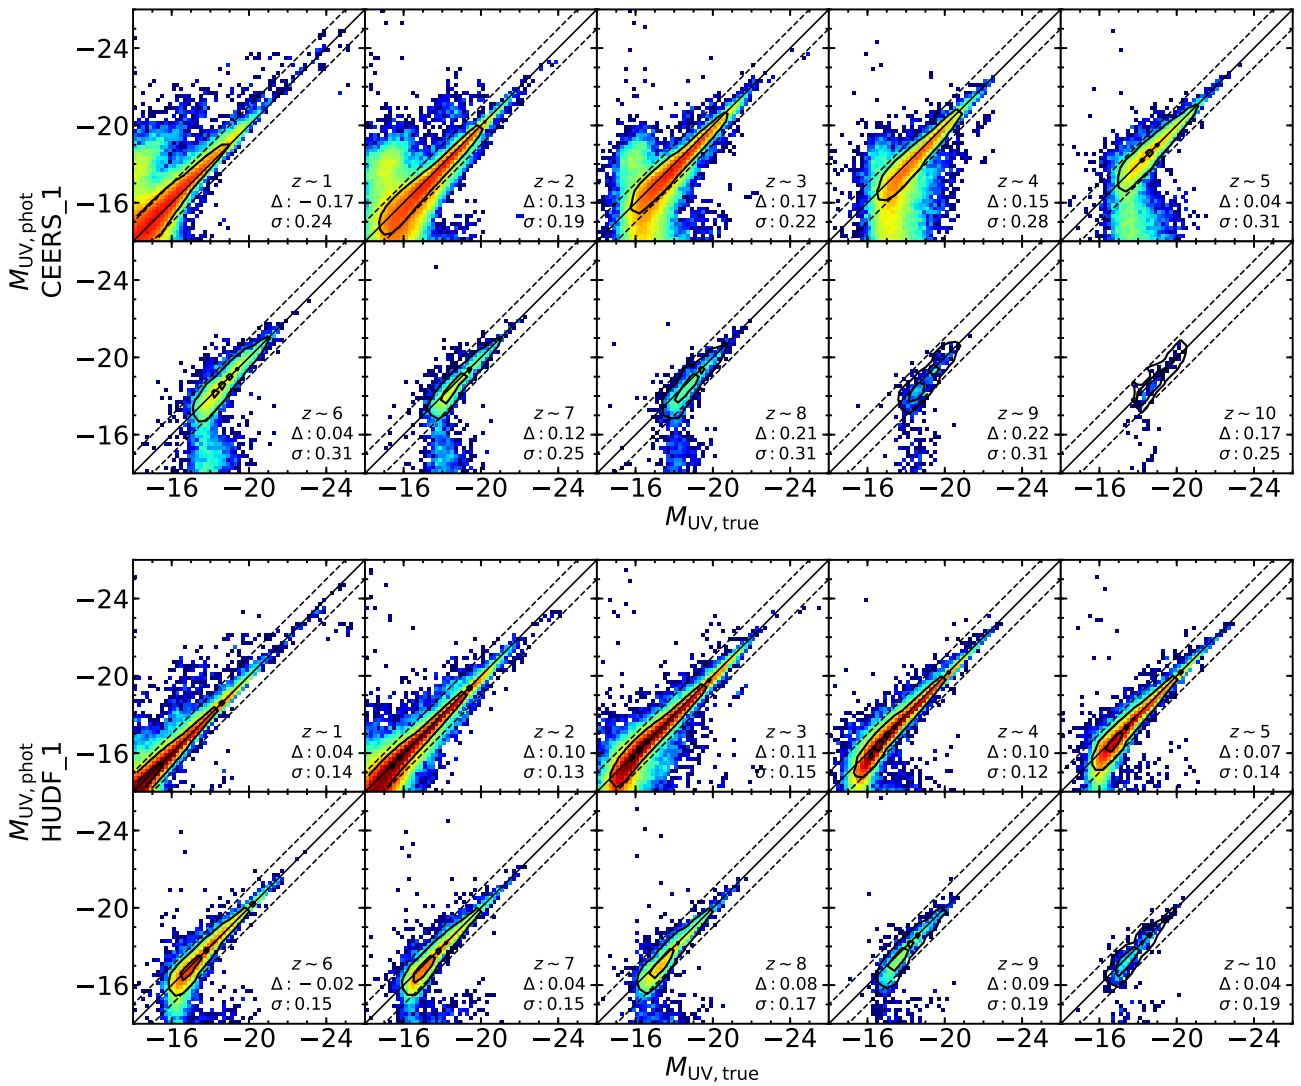 −24
−20
−16
M_UV,phot
CEERS_1
z ~ 1
Δ : −0.17
σ : 0.24
z ~ 2
Δ : 0.13
σ : 0.19
z ~ 3
Δ : 0.17
σ : 0.22
z ~ 4
Δ : 0.15
σ : 0.28
z ~ 5
Δ : 0.04
σ : 0.31
−24
−20
−16
z ~ 6
Δ : 0.04
σ : 0.31
z ~ 7
Δ : 0.12
σ : 0.25
z ~ 8
Δ : 0.21
σ : 0.31
z ~ 9
Δ : 0.22
σ : 0.31
z ~ 10
Δ : 0.17
σ : 0.25
−16 −20 −24 −16 −20 −24 −16 −20 −24 −16 −20 −24 −16 −20 −24
M_UV,true
−24
−20
−16
M_UV,phot
HUDF_1
z ~ 1
Δ : 0.04
σ : 0.14
z ~ 2
Δ : 0.10
σ : 0.13
z ~ 3
Δ : 0.11
σ : 0.15
z ~ 4
Δ : 0.10
σ : 0.12
z ~ 5
Δ : 0.07
σ : 0.14
−24
−20
−16
z ~ 6
Δ : −0.02
σ : 0.15
z ~ 7
Δ : 0.04
σ : 0.15
z ~ 8
Δ : 0.08
σ : 0.17
z ~ 9
Δ : 0.09
σ : 0.19
z ~ 10
Δ : 0.04
σ : 0.19
−16 −20 −24 −16 −20 −24 −16 −20 −24 −16 −20 −24 −16 −20 −24
M_UV,true